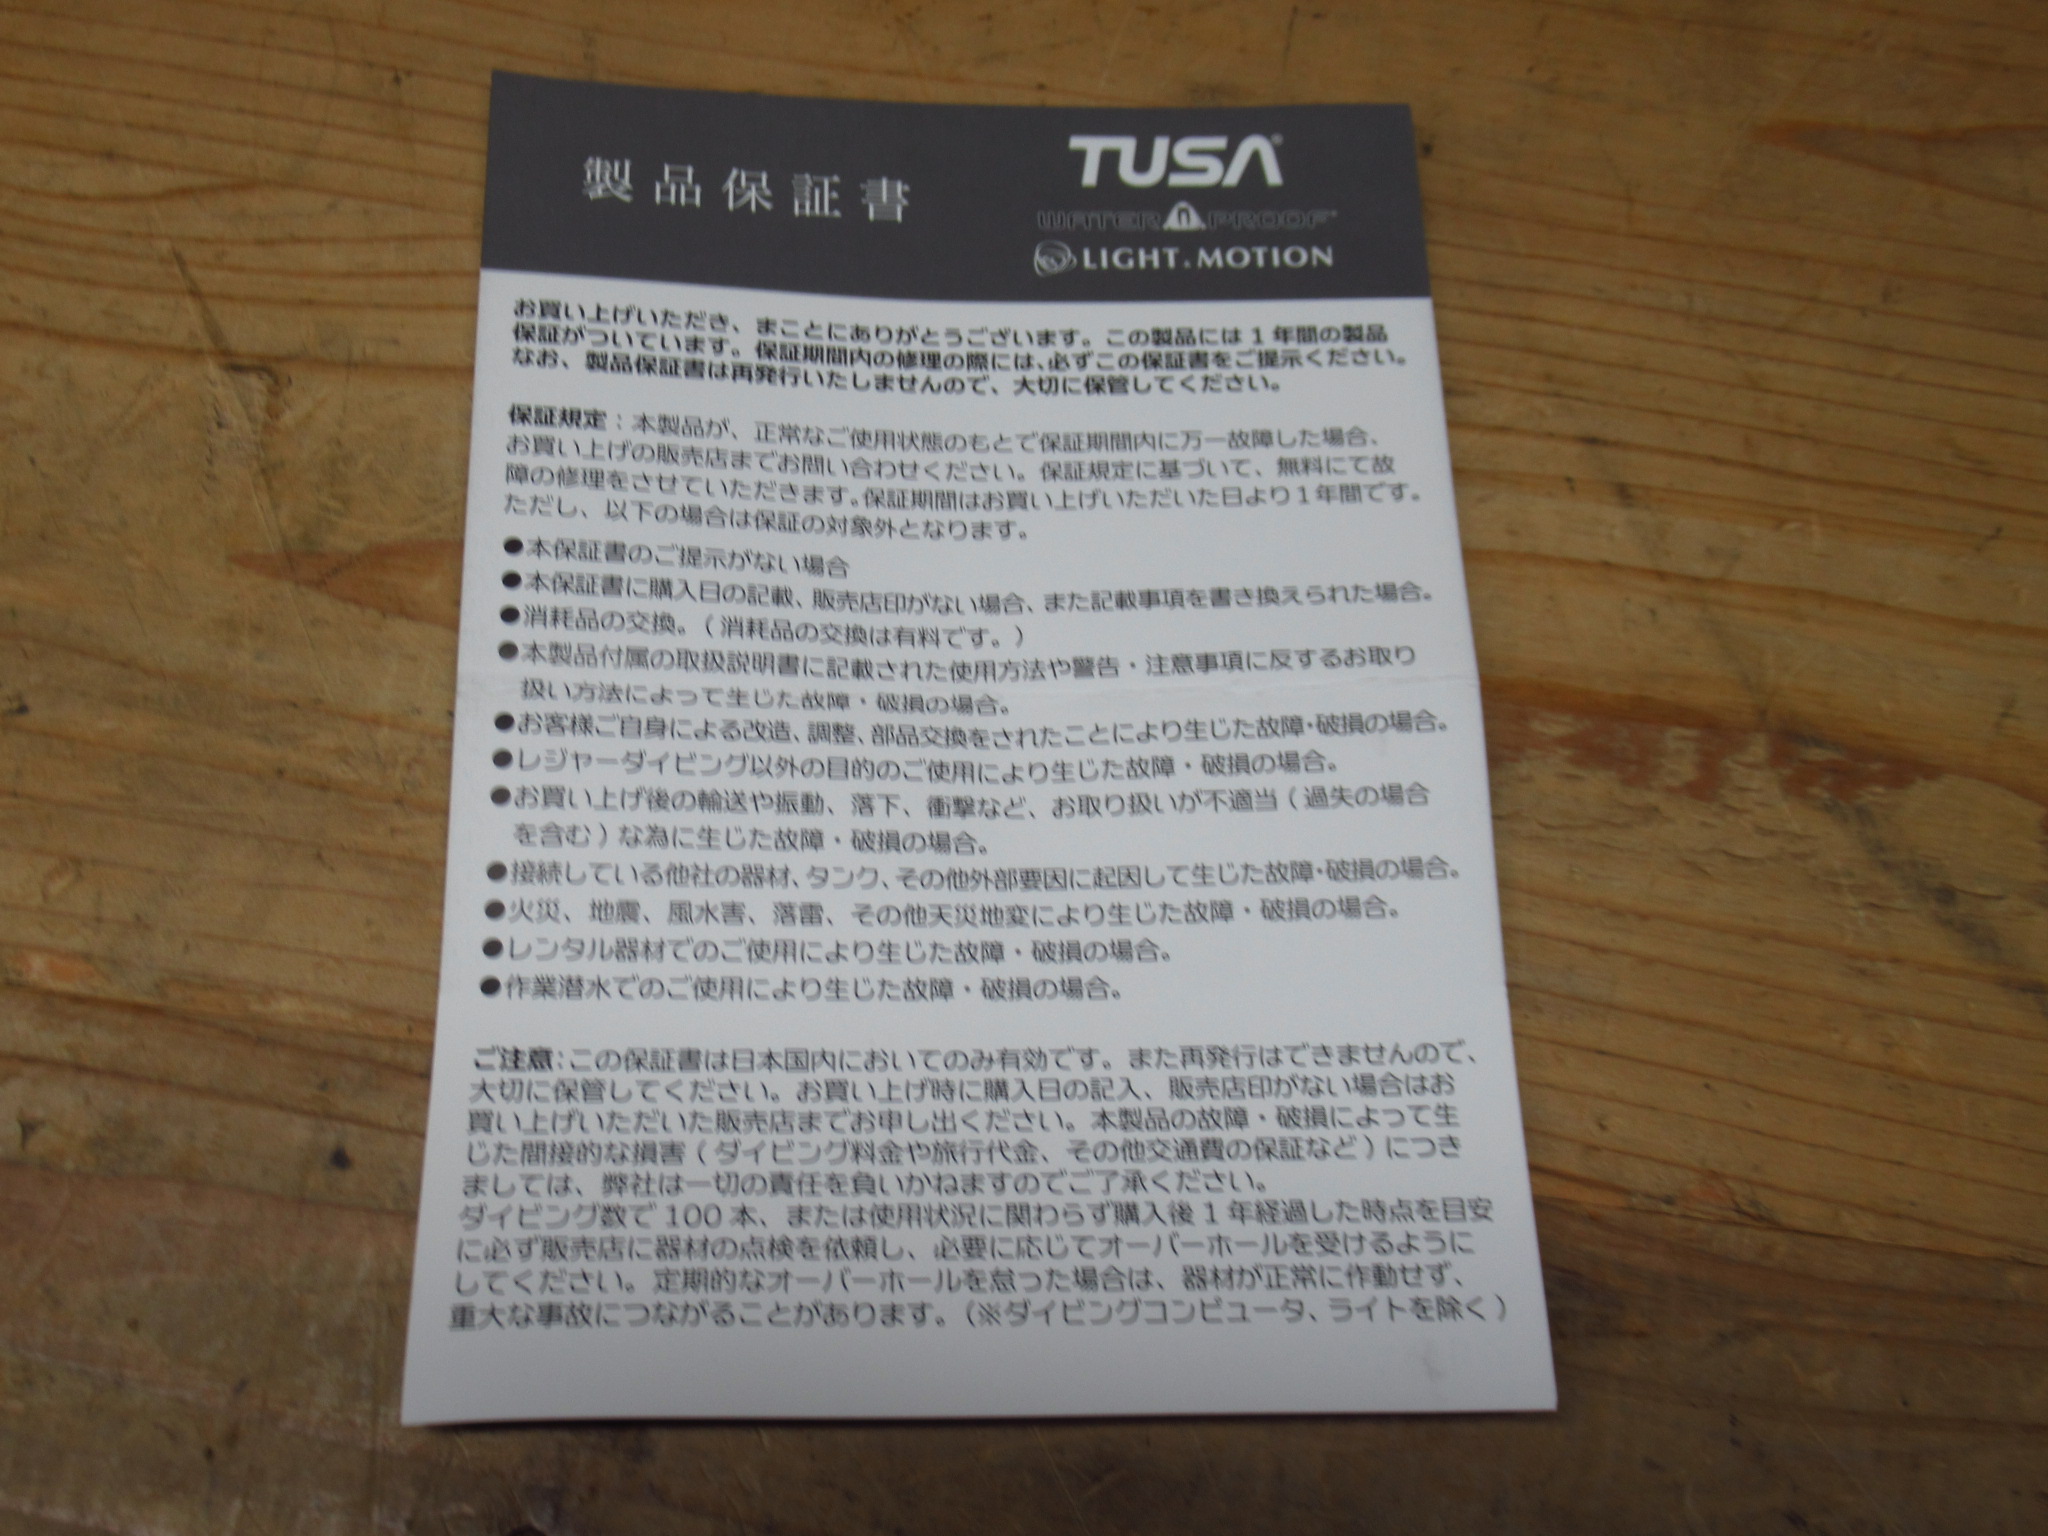 製品保証書
TUSA
WATERPROOF
LIGHT.MOTION
お買い上げいただき、まことにありがとうございます。この製品には1年間の製品
保証がついています。保証期間内の修理の際には、必ずこの保証書をご提示ください。
なお、製品保証書は再発行いたしませんので、大切に保管してください。
保証規定:本製品が、正常なご使用状態のもとで保証期間内に万一故障した場合、
お買い上げの販売店までお問い合わせください。保証規定に基づいて、無料にて故
障の修理をさせていただきます。保証期間はお買い上げいただいた日より1年間です。
ただし、以下の場合は保証の対象外となります。
●本保証書のご提示がない場合
●本保証書に購入日の記載、販売店印がない場合、また記載事項を書き換えられた場合。
●消耗品の交換。(消耗品の交換は有料です。)
●本製品付属の取扱説明書に記載された使用方法や警告・注意事項に反するお取り
扱い方法によって生じた故障・破損の場合。
●お客様ご自身による改造、調整、部品交換をされたことにより生じた故障・破損の場合。
●レジャーダイビング以外の目的のご使用により生じた故障・破損の場合。
●お買い上げ後の輸送や振動、落下、衝撃など、お取り扱いが不適当(過失の場合
を含む)な為に生じた故障・破損の場合。
●接続している他社の器材、タンク、その他外部要因に起因して生じた故障・破損の場合。
●火災、地震、風水害、落雷、その他天災地変により生じた故障・破損の場合。
●レンタル器材でのご使用により生じた故障・破損の場合。
●作業潜水でのご使用により生じた故障・破損の場合。
ご注意:この保証書は日本国内においてのみ有効です。また再発行はできませんので、
大切に保管してください。お買い上げ時に購入日の記入、販売店印がない場合はお
買い上げいただいた販売店までお申し出ください。本製品の故障・破損によって生
じた間接的な損害(ダイビング料金や旅行代金、その他交通費の保証など)につき
ましては、弊社は一切の責任を負いかねますのでご了承ください。
ダイビング数で100本、または使用状況に関わらず購入後1年経過した時点を目安
に必ず販売店に器材の点検を依頼し、必要に応じてオーバーホールを受けるように
してください。定期的なオーバーホールを怠った場合は、器材が正常に作動せず、
重大な事故につながることがあります。(※ダイビングコンピュータ、ライトを除く)